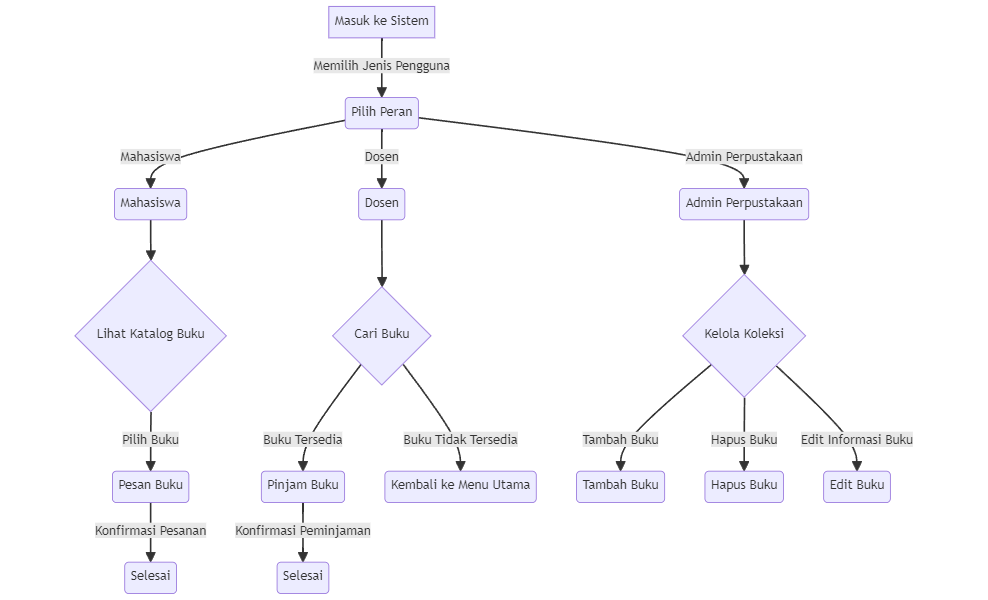 Masuk ke Sistem
Memilih Jenis Pengguna
Pilih Peran
Mahasiswa
Dosen
Admin Perpustakaan
Mahasiswa
Dosen
Admin Perpustakaan
Lihat Katalog Buku
Cari Buku
Kelola Koleksi
Pilih Buku
Buku Tersedia
Buku Tidak Tersedia
Tambah Buku
Hapus Buku
Edit Informasi Buku
Pesan Buku
Pinjam Buku
Kembali ke Menu Utama
Tambah Buku
Hapus Buku
Edit Buku
Konfirmasi Pesanan
Konfirmasi Peminjaman
Selesai
Selesai